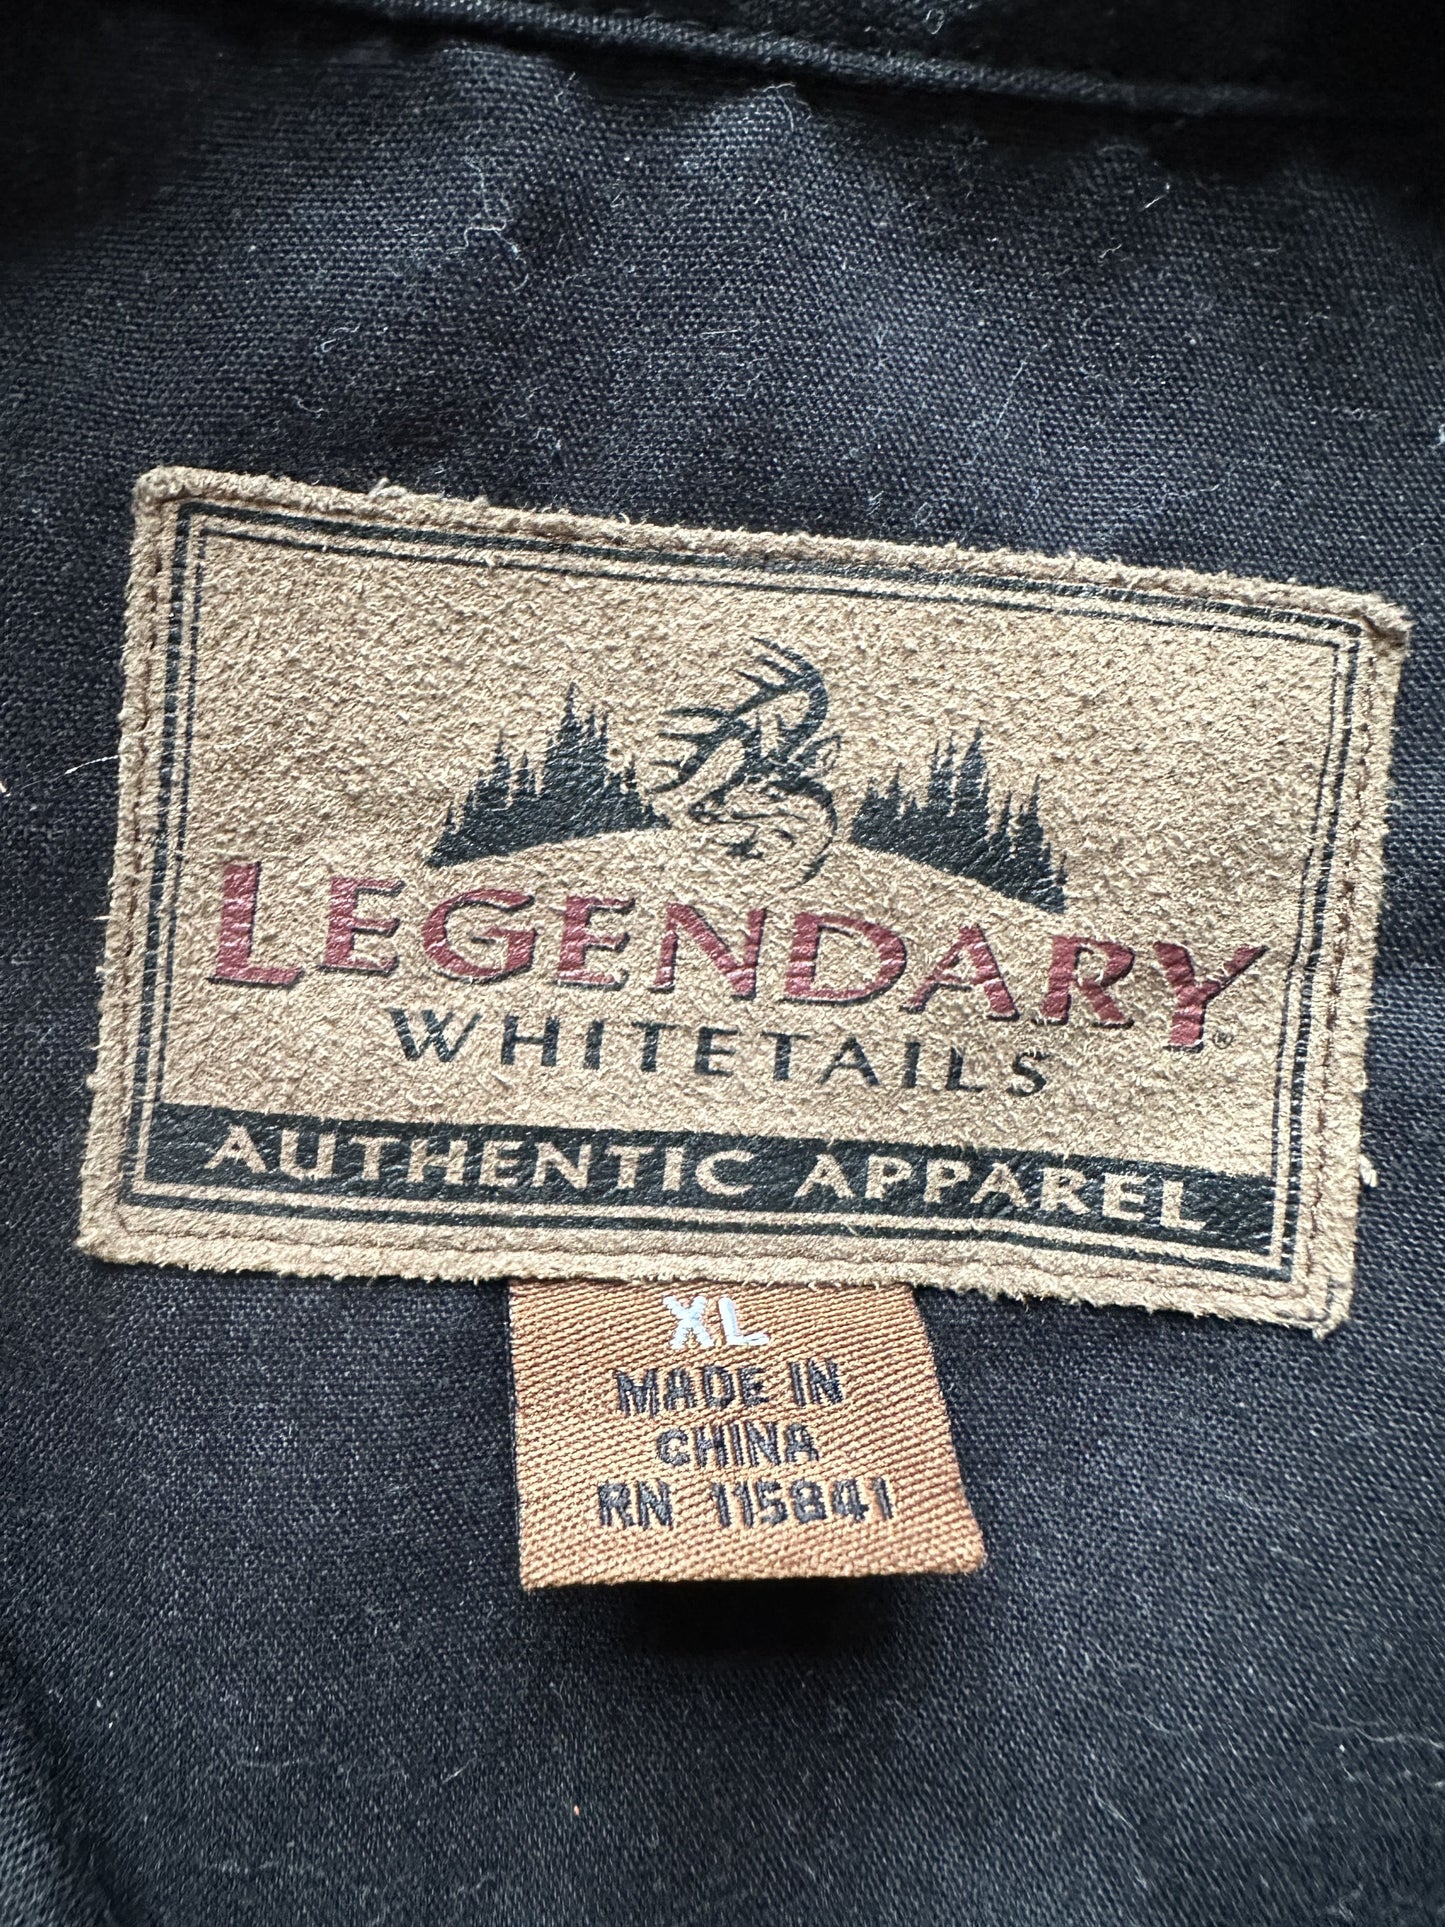 LEGENDARY®
WHITETAILS
AUTHENTIC APPAREL
XL
MADE IN
CHINA
RN 115841